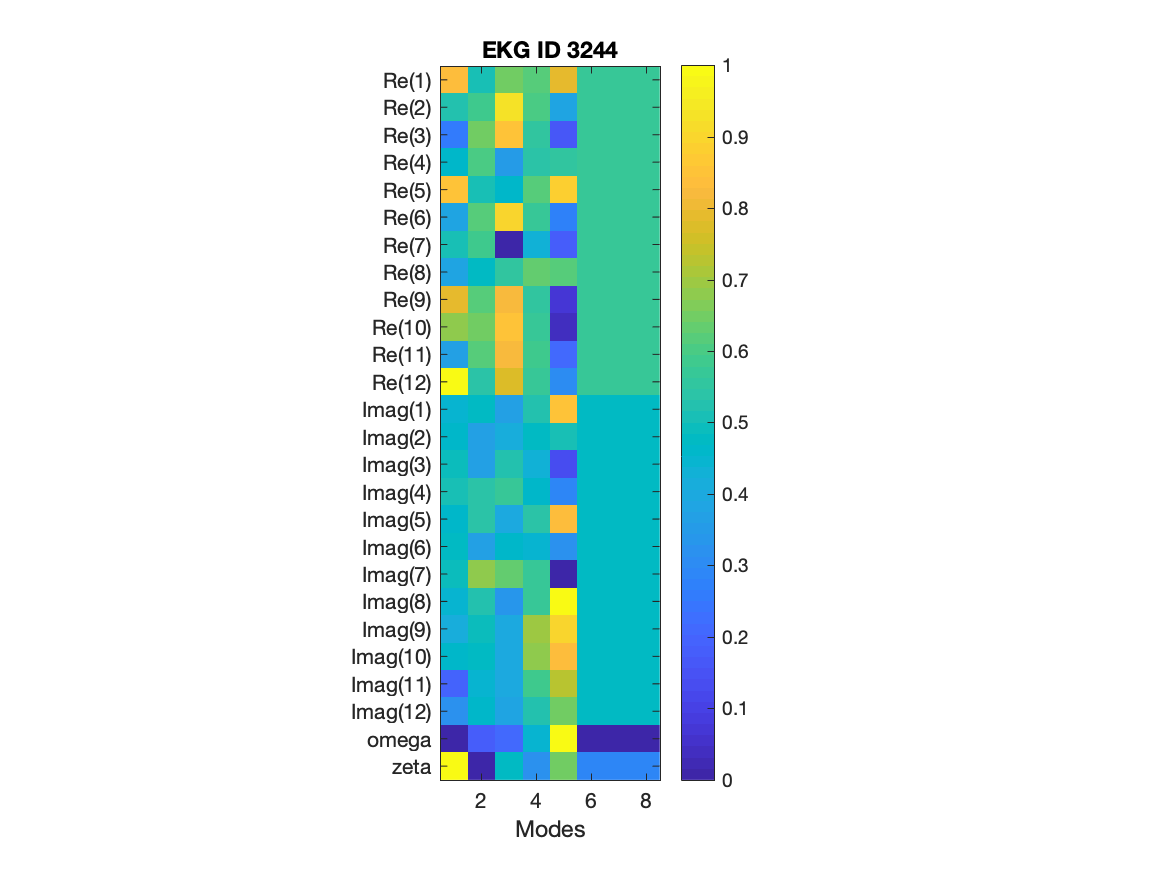 EKG ID 3244
Re(1)
Re(2)
Re(3)
Re(4)
Re(5)
Re(6)
Re(7)
Re(8)
Re(9)
Re(10)
Re(11)
Re(12)
Imag(1)
Imag(2)
Imag(3)
Imag(4)
Imag(5)
Imag(6)
Imag(7)
Imag(8)
Imag(9)
Imag(10)
Imag(11)
Imag(12)
omega
zeta
2 4 6 8
Modes
1
0.9
0.8
0.7
0.6
0.5
0.4
0.3
0.2
0.1
0